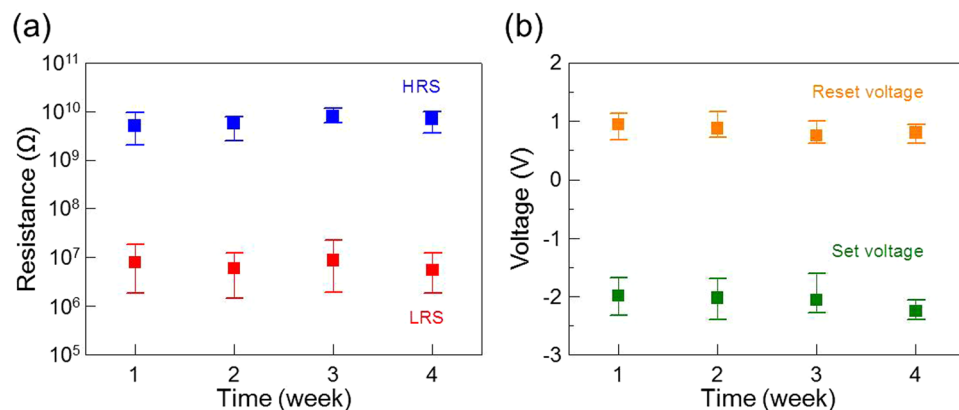 (a)
10¹¹
10¹⁰
10⁹
10⁸
10⁷
10⁶
10⁵
Resistance (Ω)
HRS
LRS
1 2 3 4
Time (week)
(b)
2
1
0
-1
-2
-3
Voltage (V)
Reset voltage
Set voltage
1 2 3 4
Time (week)